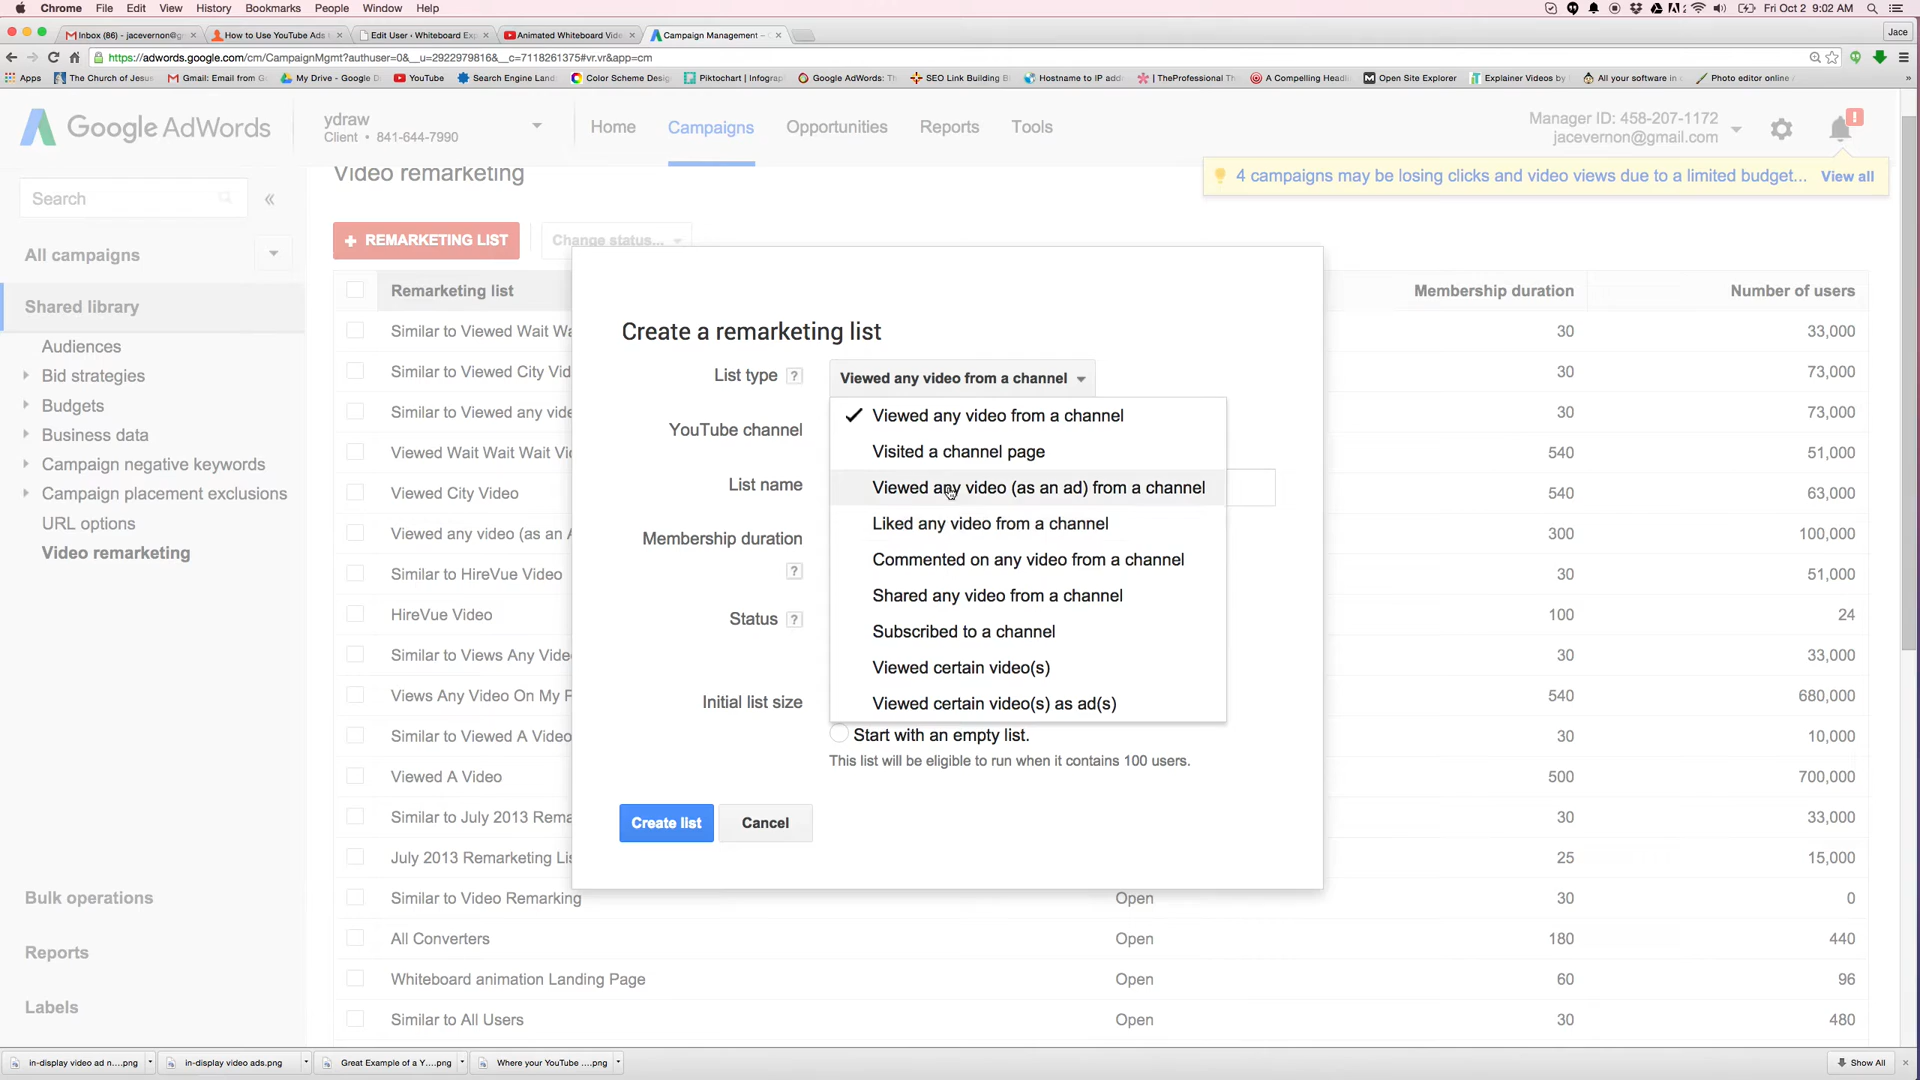 Chrome File Edit View History Bookmarks People Window Help Fri Oct 2 9:02 AM
Inbox (86) - jacevernon@g How to Use YouTube Ads Edit User ‹ Whiteboard Exp Animated Whiteboard Vide Campaign Management – Jace
https://adwords.google.com/cm/CampaignMgmt?authuser=0&__u=2922979816&__c=7118261375#vr.vr&app=cm
Apps The Church of Jesus Gmail: Email from G My Drive - Google D YouTube Search Engine Land Color Scheme Design Piktochart | Infograp Google AdWords: Th SEO Link Building B Hostname to IP add | TheProfessional Th A Compelling Headl Open Site Explorer Explainer Videos by All your software in Photo editor online
Google AdWords
ydraw
Client • 841-644-7990
Home Campaigns Opportunities Reports Tools
Manager ID: 458-207-1172
jacevernon@gmail.com
!
4 campaigns may be losing clicks and video views due to a limited budget... View all
Search «
All campaigns
Shared library
Audiences
Bid strategies
Budgets
Business data
Campaign negative keywords
Campaign placement exclusions
URL options
Video remarketing
Bulk operations
Reports
Labels
Video remarketing
+ REMARKETING LIST Change status...
Remarketing list Membership duration Number of users
Similar to Viewed Wait Wa 30 33,000
Similar to Viewed City Vid 30 73,000
Similar to Viewed any vide 30 73,000
Viewed Wait Wait Wait Vi 540 51,000
Viewed City Video 540 63,000
Viewed any video (as an A 300 100,000
Similar to HireVue Video 30 51,000
HireVue Video 100 24
Similar to Views Any Vide 30 33,000
Views Any Video On My P 540 680,000
Similar to Viewed A Video 30 10,000
Viewed A Video 500 700,000
Similar to July 2013 Rema 30 33,000
July 2013 Remarketing Lis 25 15,000
Similar to Video Remarking Open 30 0
All Converters Open 180 440
Whiteboard animation Landing Page Open 60 96
Similar to All Users Open 30 480
Create a remarketing list
List type ? Viewed any video from a channel
YouTube channel
List name
Membership duration
?
Status ?
Initial list size
Viewed any video from a channel
Visited a channel page
Viewed any video (as an ad) from a channel
Liked any video from a channel
Commented on any video from a channel
Shared any video from a channel
Subscribed to a channel
Viewed certain video(s)
Viewed certain video(s) as ad(s)
Start with an empty list.
This list will be eligible to run when it contains 100 users.
Create list Cancel
in-display video ad n....png in-display video ads.png Great Example of a Y....png Where your YouTube ....png Show All